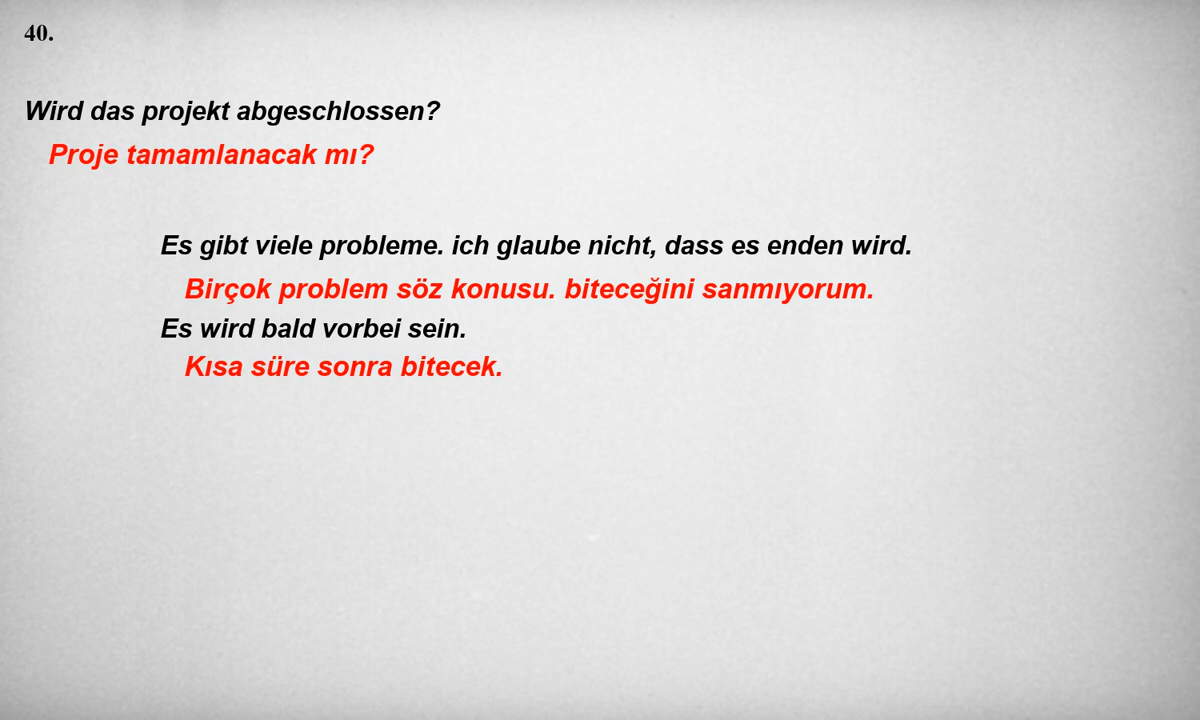 40.
Wird das projekt abgeschlossen?
Proje tamamlanacak mı?
Es gibt viele probleme. ich glaube nicht, dass es enden wird.
Birçok problem söz konusu. biteceğini sanmıyorum.
Es wird bald vorbei sein.
Kısa süre sonra bitecek.